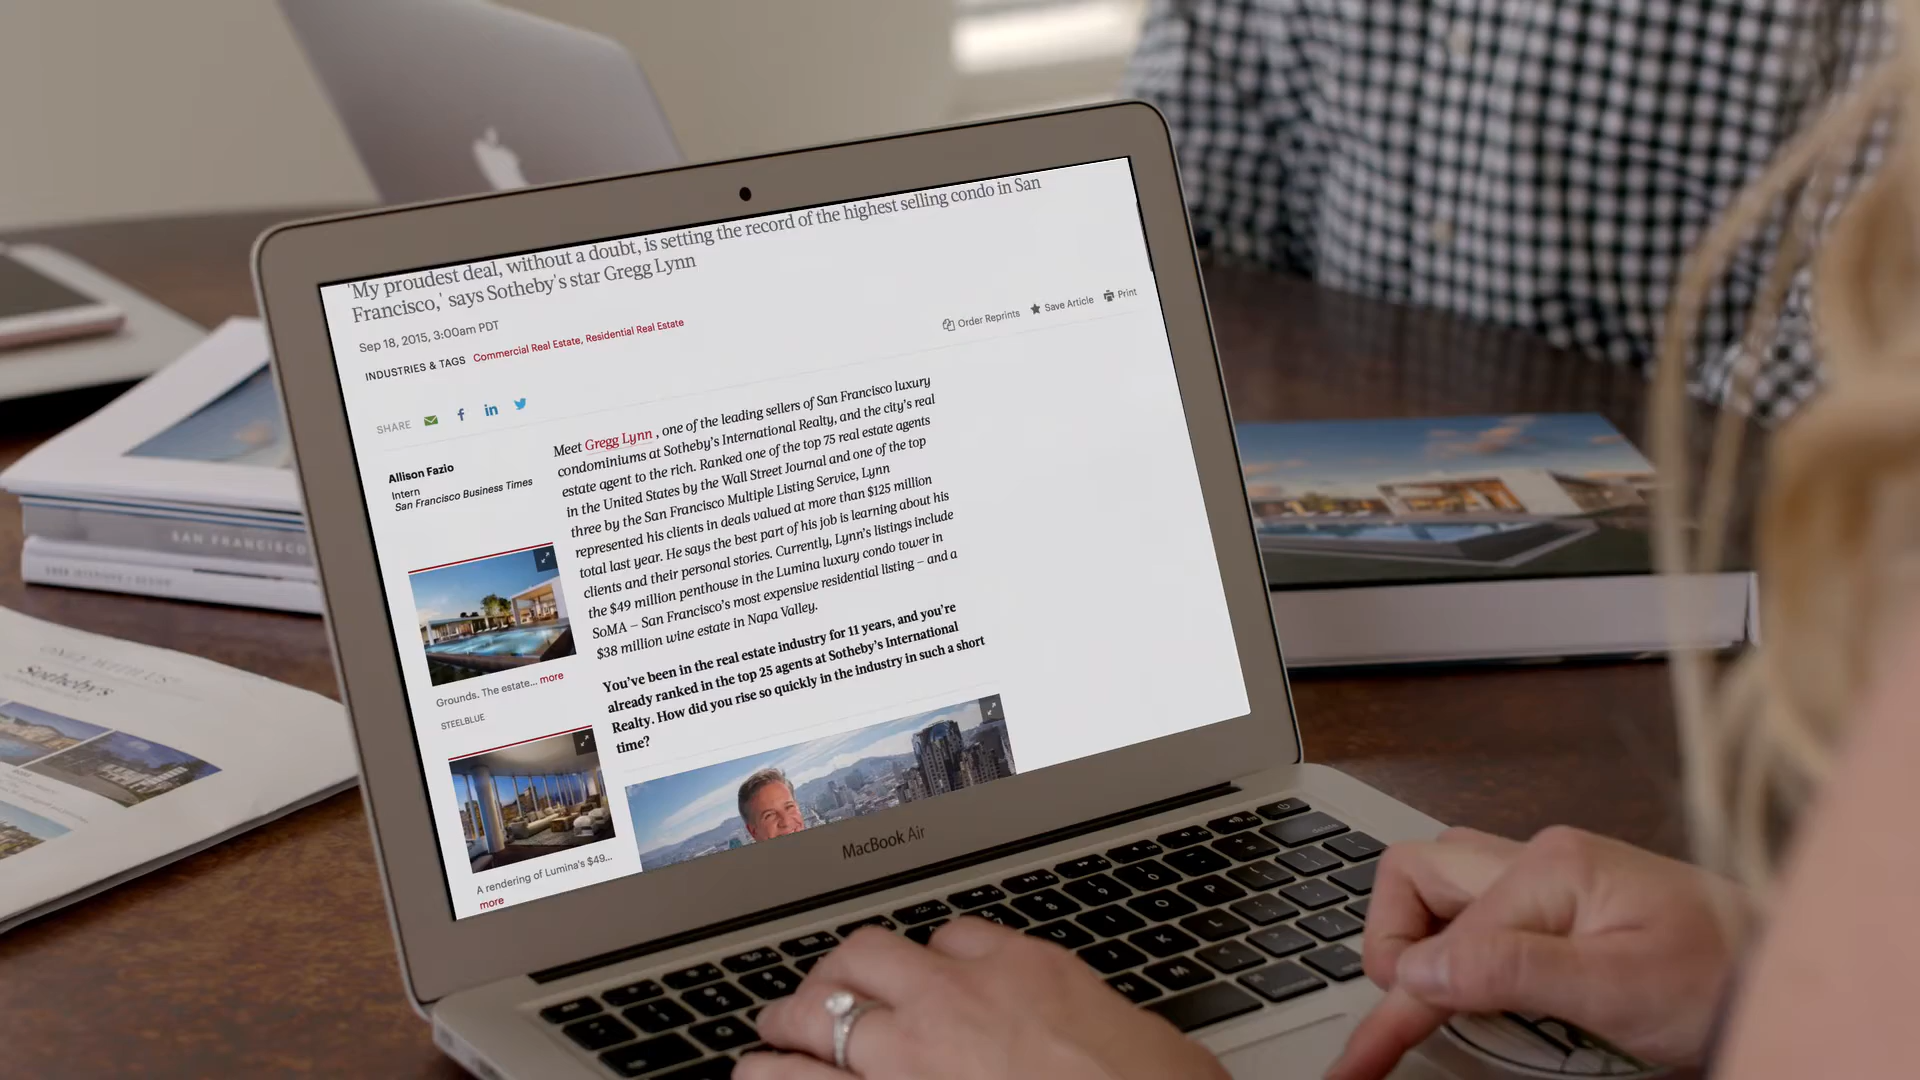 'My proudest deal, without a doubt, is setting the record of the highest selling condo in San
Francisco,' says Sotheby's star Gregg Lynn
Sep 18, 2015, 3:00am PDT
INDUSTRIES & TAGS Commercial Real Estate, Residential Real Estate
Order Reprints Save Article Print
SHARE
Allison Fazio
Intern
San Francisco Business Times
Meet Gregg Lynn , one of the leading sellers of San Francisco luxury
condominiums at Sotheby's International Realty, and the city's real
estate agent to the rich. Ranked one of the top 75 real estate agents
in the United States by the Wall Street Journal and one of the top
three by the San Francisco Multiple Listing Service, Lynn
represented his clients in deals valued at more than $125 million
total last year. He says the best part of his job is learning about his
clients and their personal stories. Currently, Lynn's listings include
the $49 million penthouse in the Lumina luxury condo tower in
SoMA – San Francisco's most expensive residential listing – and a
$38 million wine estate in Napa Valley.
You've been in the real estate industry for 11 years, and you're
already ranked in the top 25 agents at Sotheby's International
Realty. How did you rise so quickly in the industry in such a short
time?
Grounds. The estate... more
STEELBLUE
A rendering of Lumina's $49...
more
MacBook Air
SAN FRANCISCO
ONLY WITH US
Sotheby's